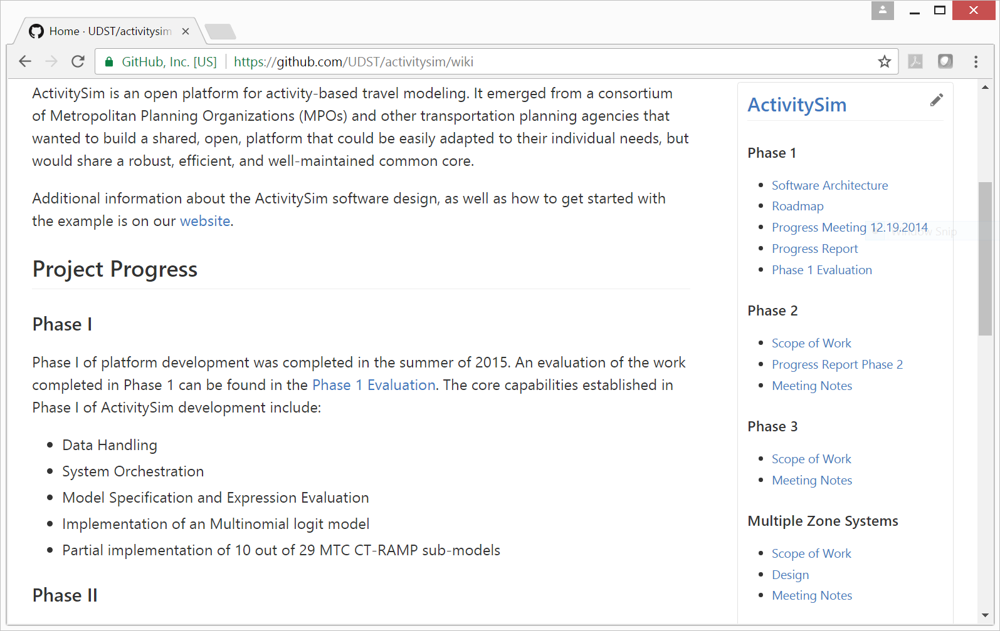 Home · UDST/activitysim
GitHub, Inc. [US]
https://github.com/UDST/activitysim/wiki
ActivitySim is an open platform for activity-based travel modeling. It emerged from a consortium
of Metropolitan Planning Organizations (MPOs) and other transportation planning agencies that
wanted to build a shared, open, platform that could be easily adapted to their individual needs, but
would share a robust, efficient, and well-maintained common core.
Additional information about the ActivitySim software design, as well as how to get started with
the example is on our website.
Project Progress
Phase I
Phase I of platform development was completed in the summer of 2015. An evaluation of the work
completed in Phase 1 can be found in the Phase 1 Evaluation. The core capabilities established in
Phase I of ActivitySim development include:
Data Handling
System Orchestration
Model Specification and Expression Evaluation
Implementation of an Multinomial logit model
Partial implementation of 10 out of 29 MTC CT-RAMP sub-models
Phase II
ActivitySim
Phase 1
Software Architecture
Roadmap
Progress Meeting 12.19.2014
Window Snip
Progress Report
Phase 1 Evaluation
Phase 2
Scope of Work
Progress Report Phase 2
Meeting Notes
Phase 3
Scope of Work
Meeting Notes
Multiple Zone Systems
Scope of Work
Design
Meeting Notes